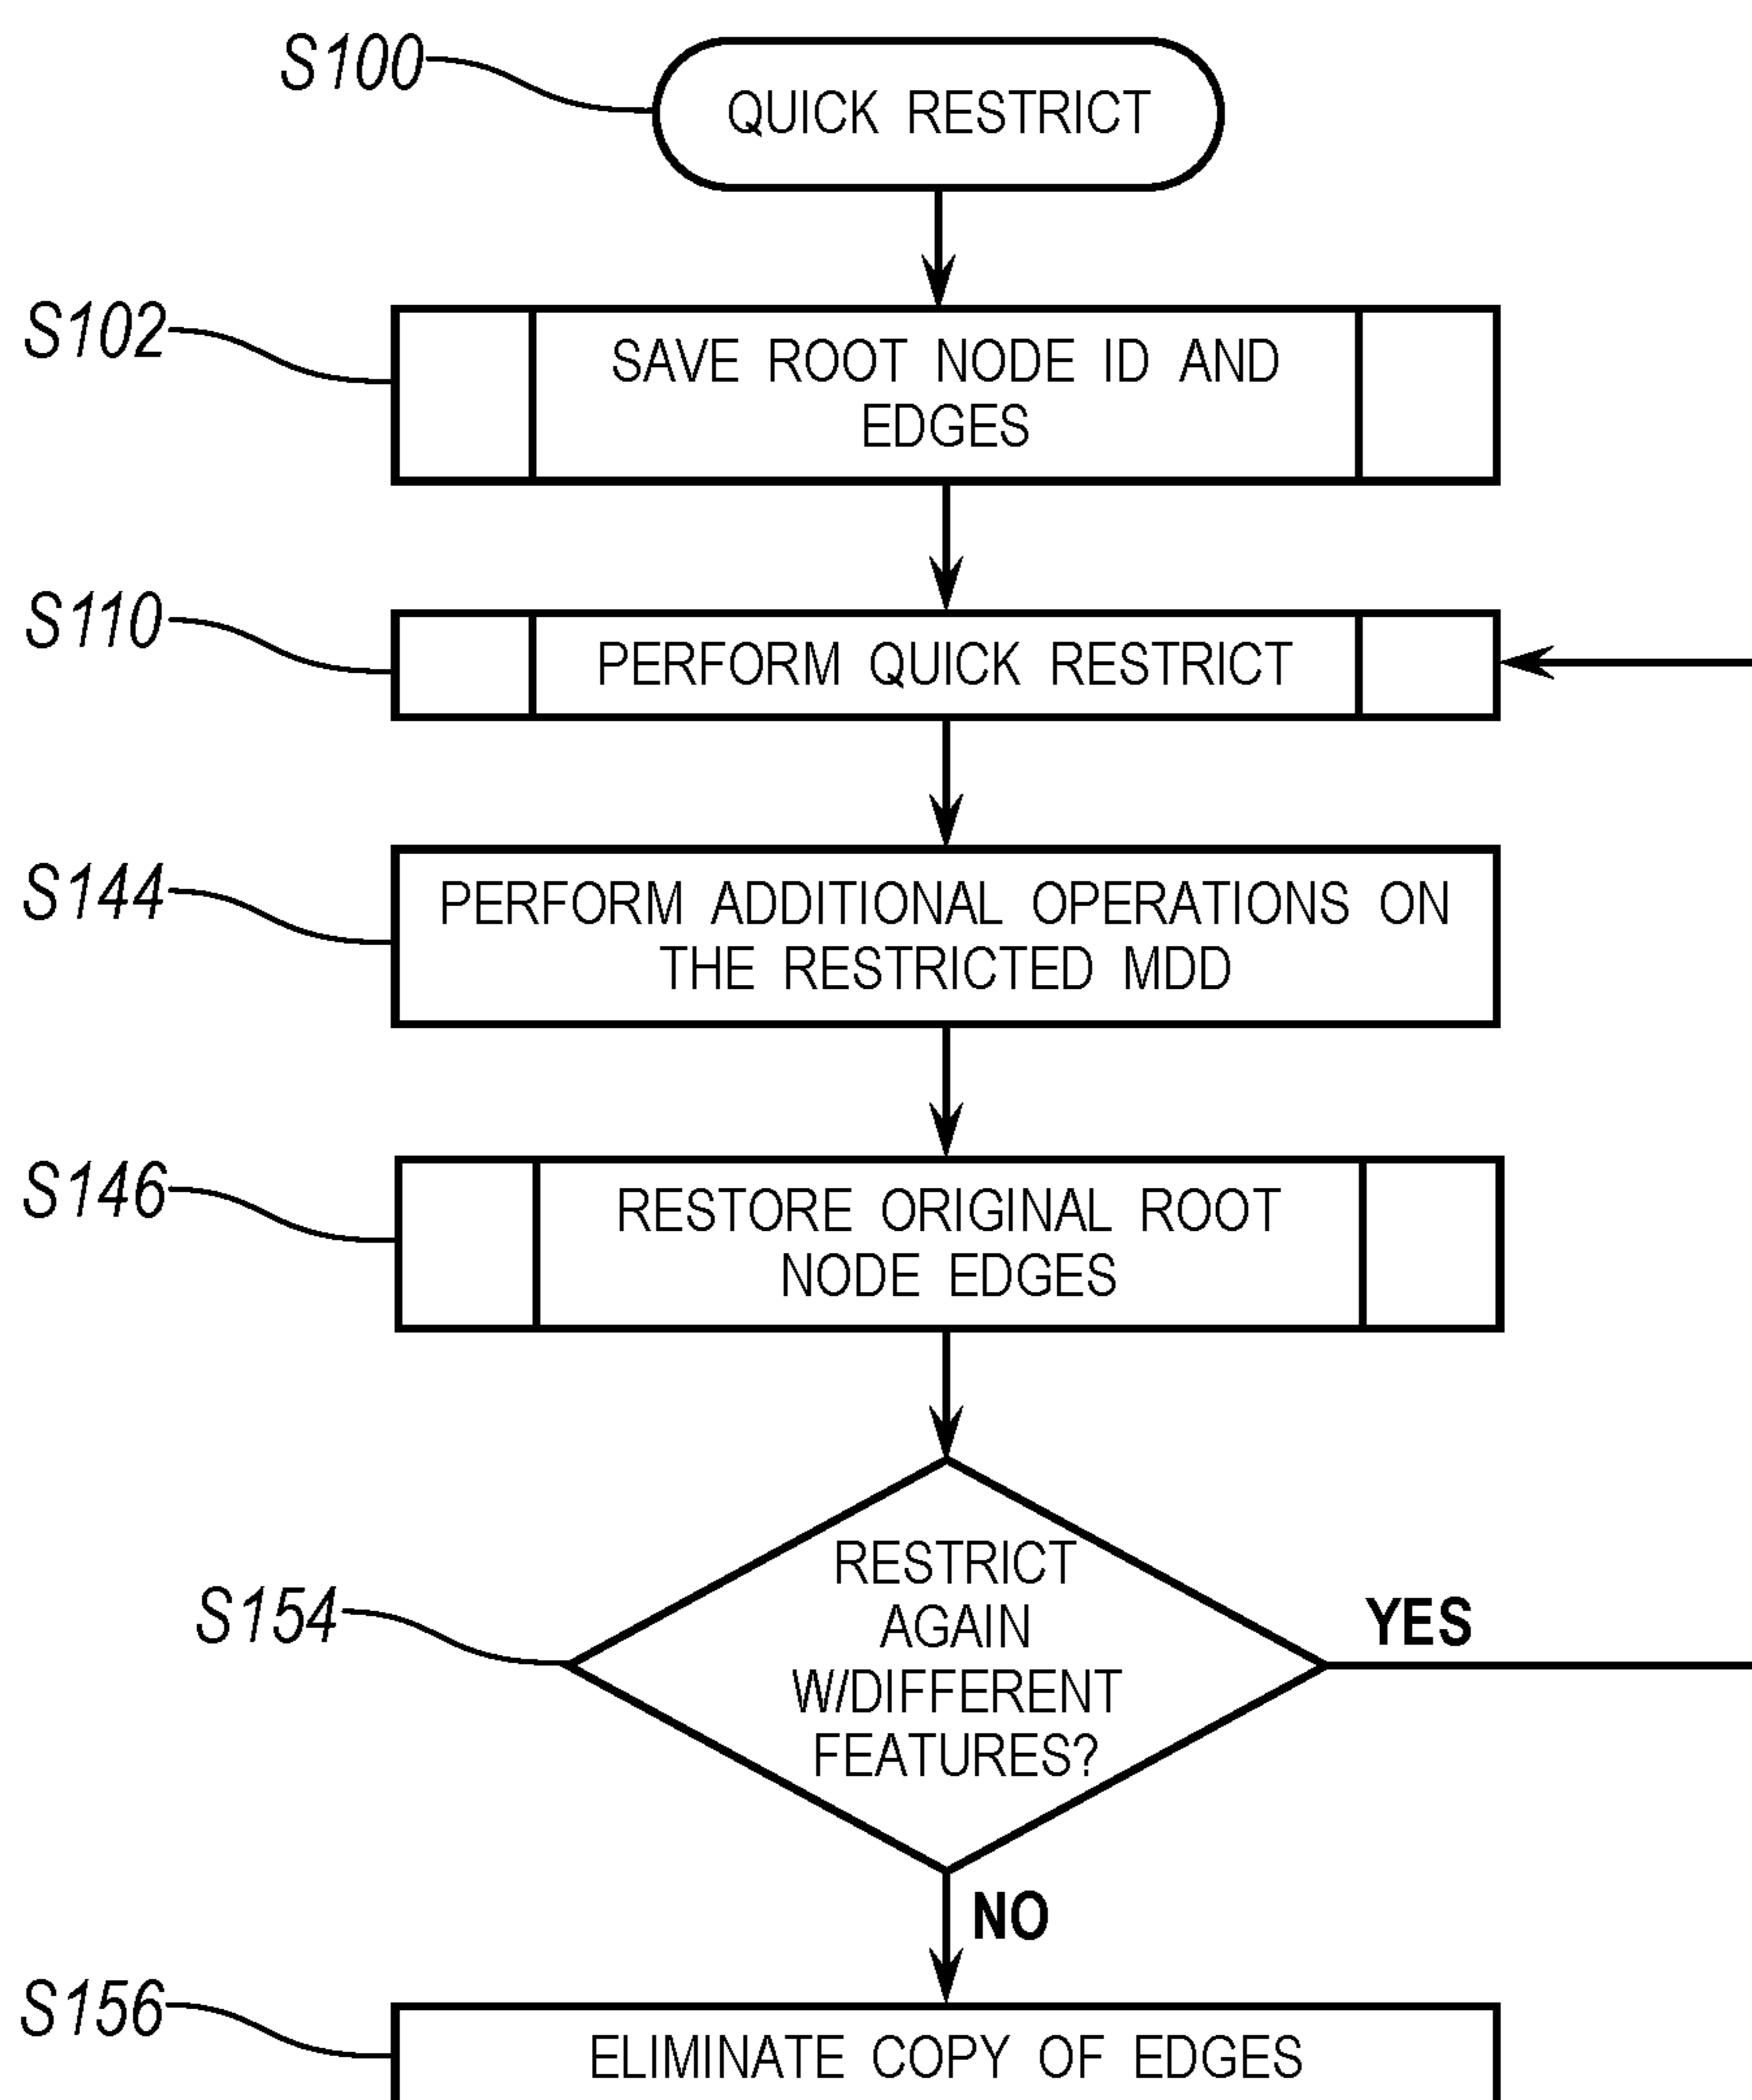 S100
QUICK RESTRICT
S102
SAVE ROOT NODE ID AND
EDGES
S110
PERFORM QUICK RESTRICT
S144
PERFORM ADDITIONAL OPERATIONS ON
THE RESTRICTED MDD
S146
RESTORE ORIGINAL ROOT
NODE EDGES
S154
RESTRICT
AGAIN
W/DIFFERENT
FEATURES?
YES
NO
S156
ELIMINATE COPY OF EDGES